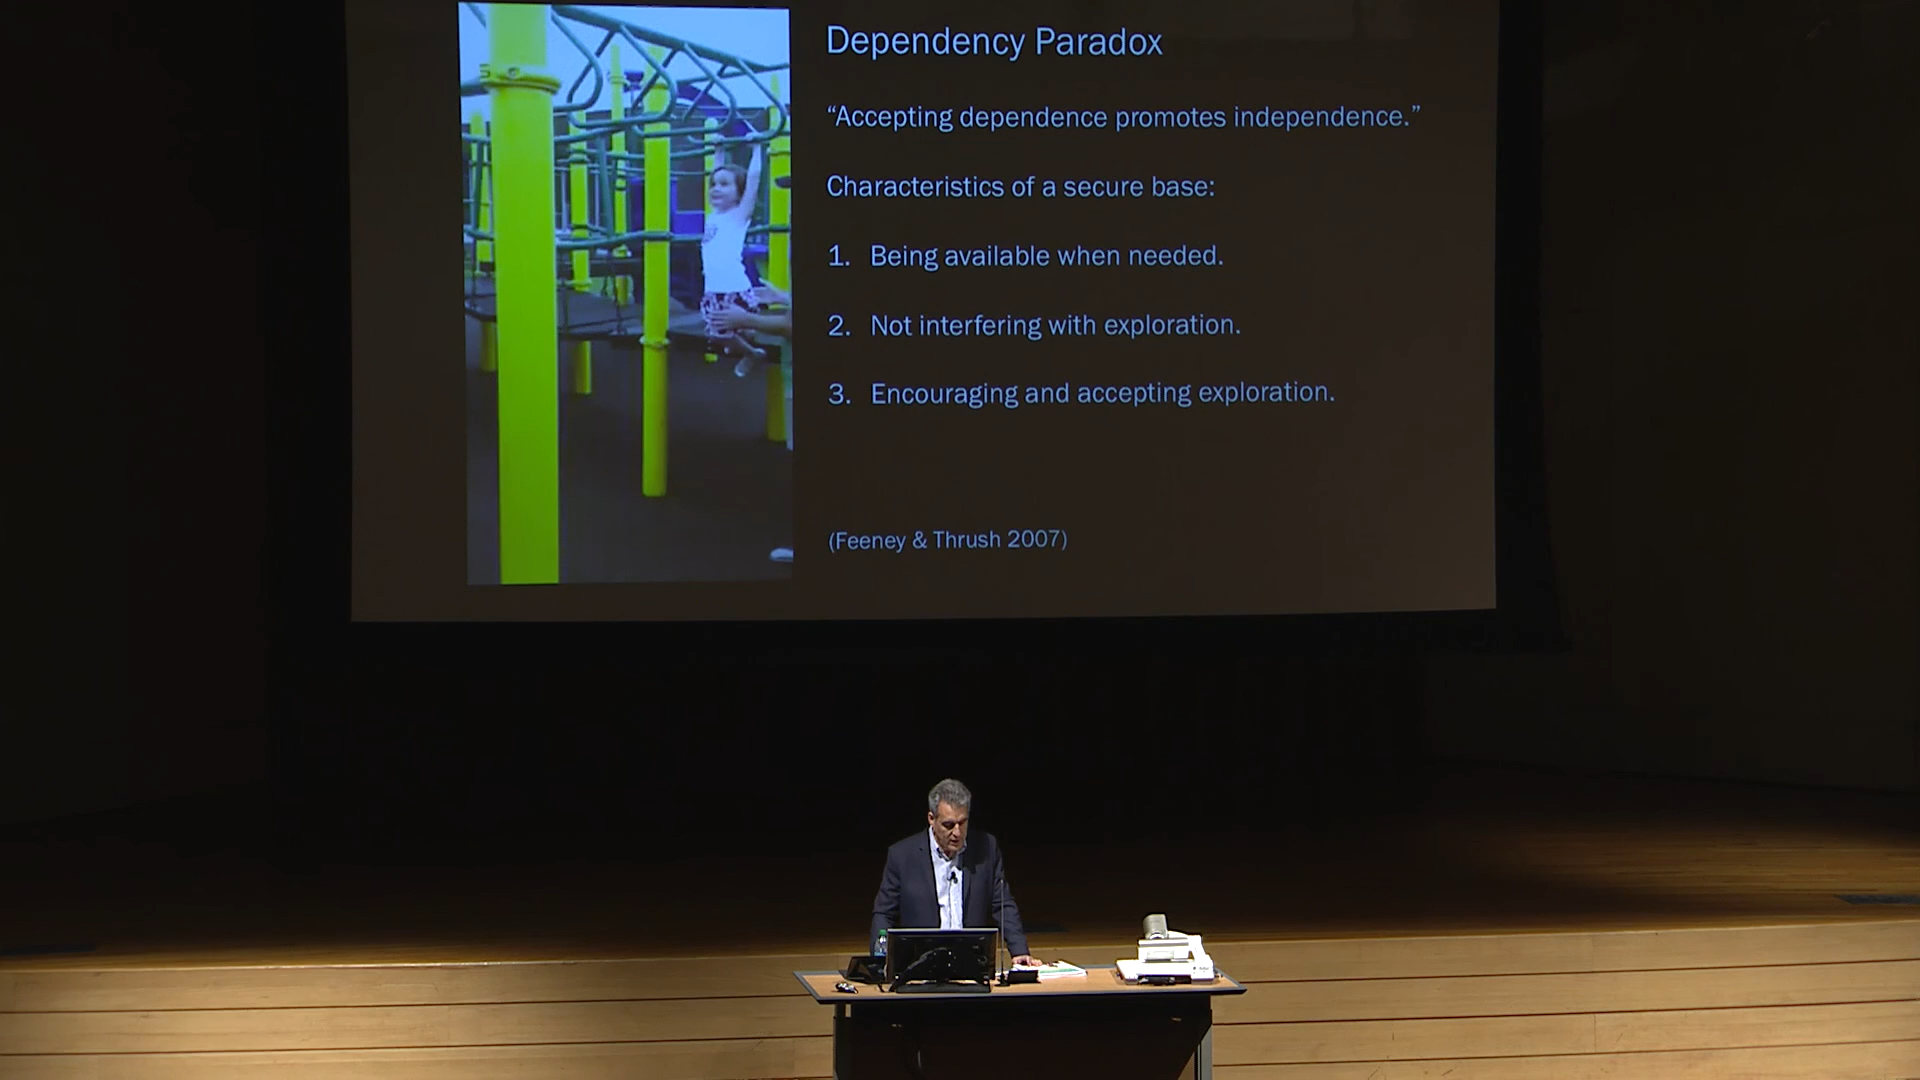 Dependency Paradox
“Accepting dependence promotes independence.”
Characteristics of a secure base:
1. Being available when needed.
2. Not interfering with exploration.
3. Encouraging and accepting exploration.
(Feeney & Thrush 2007)